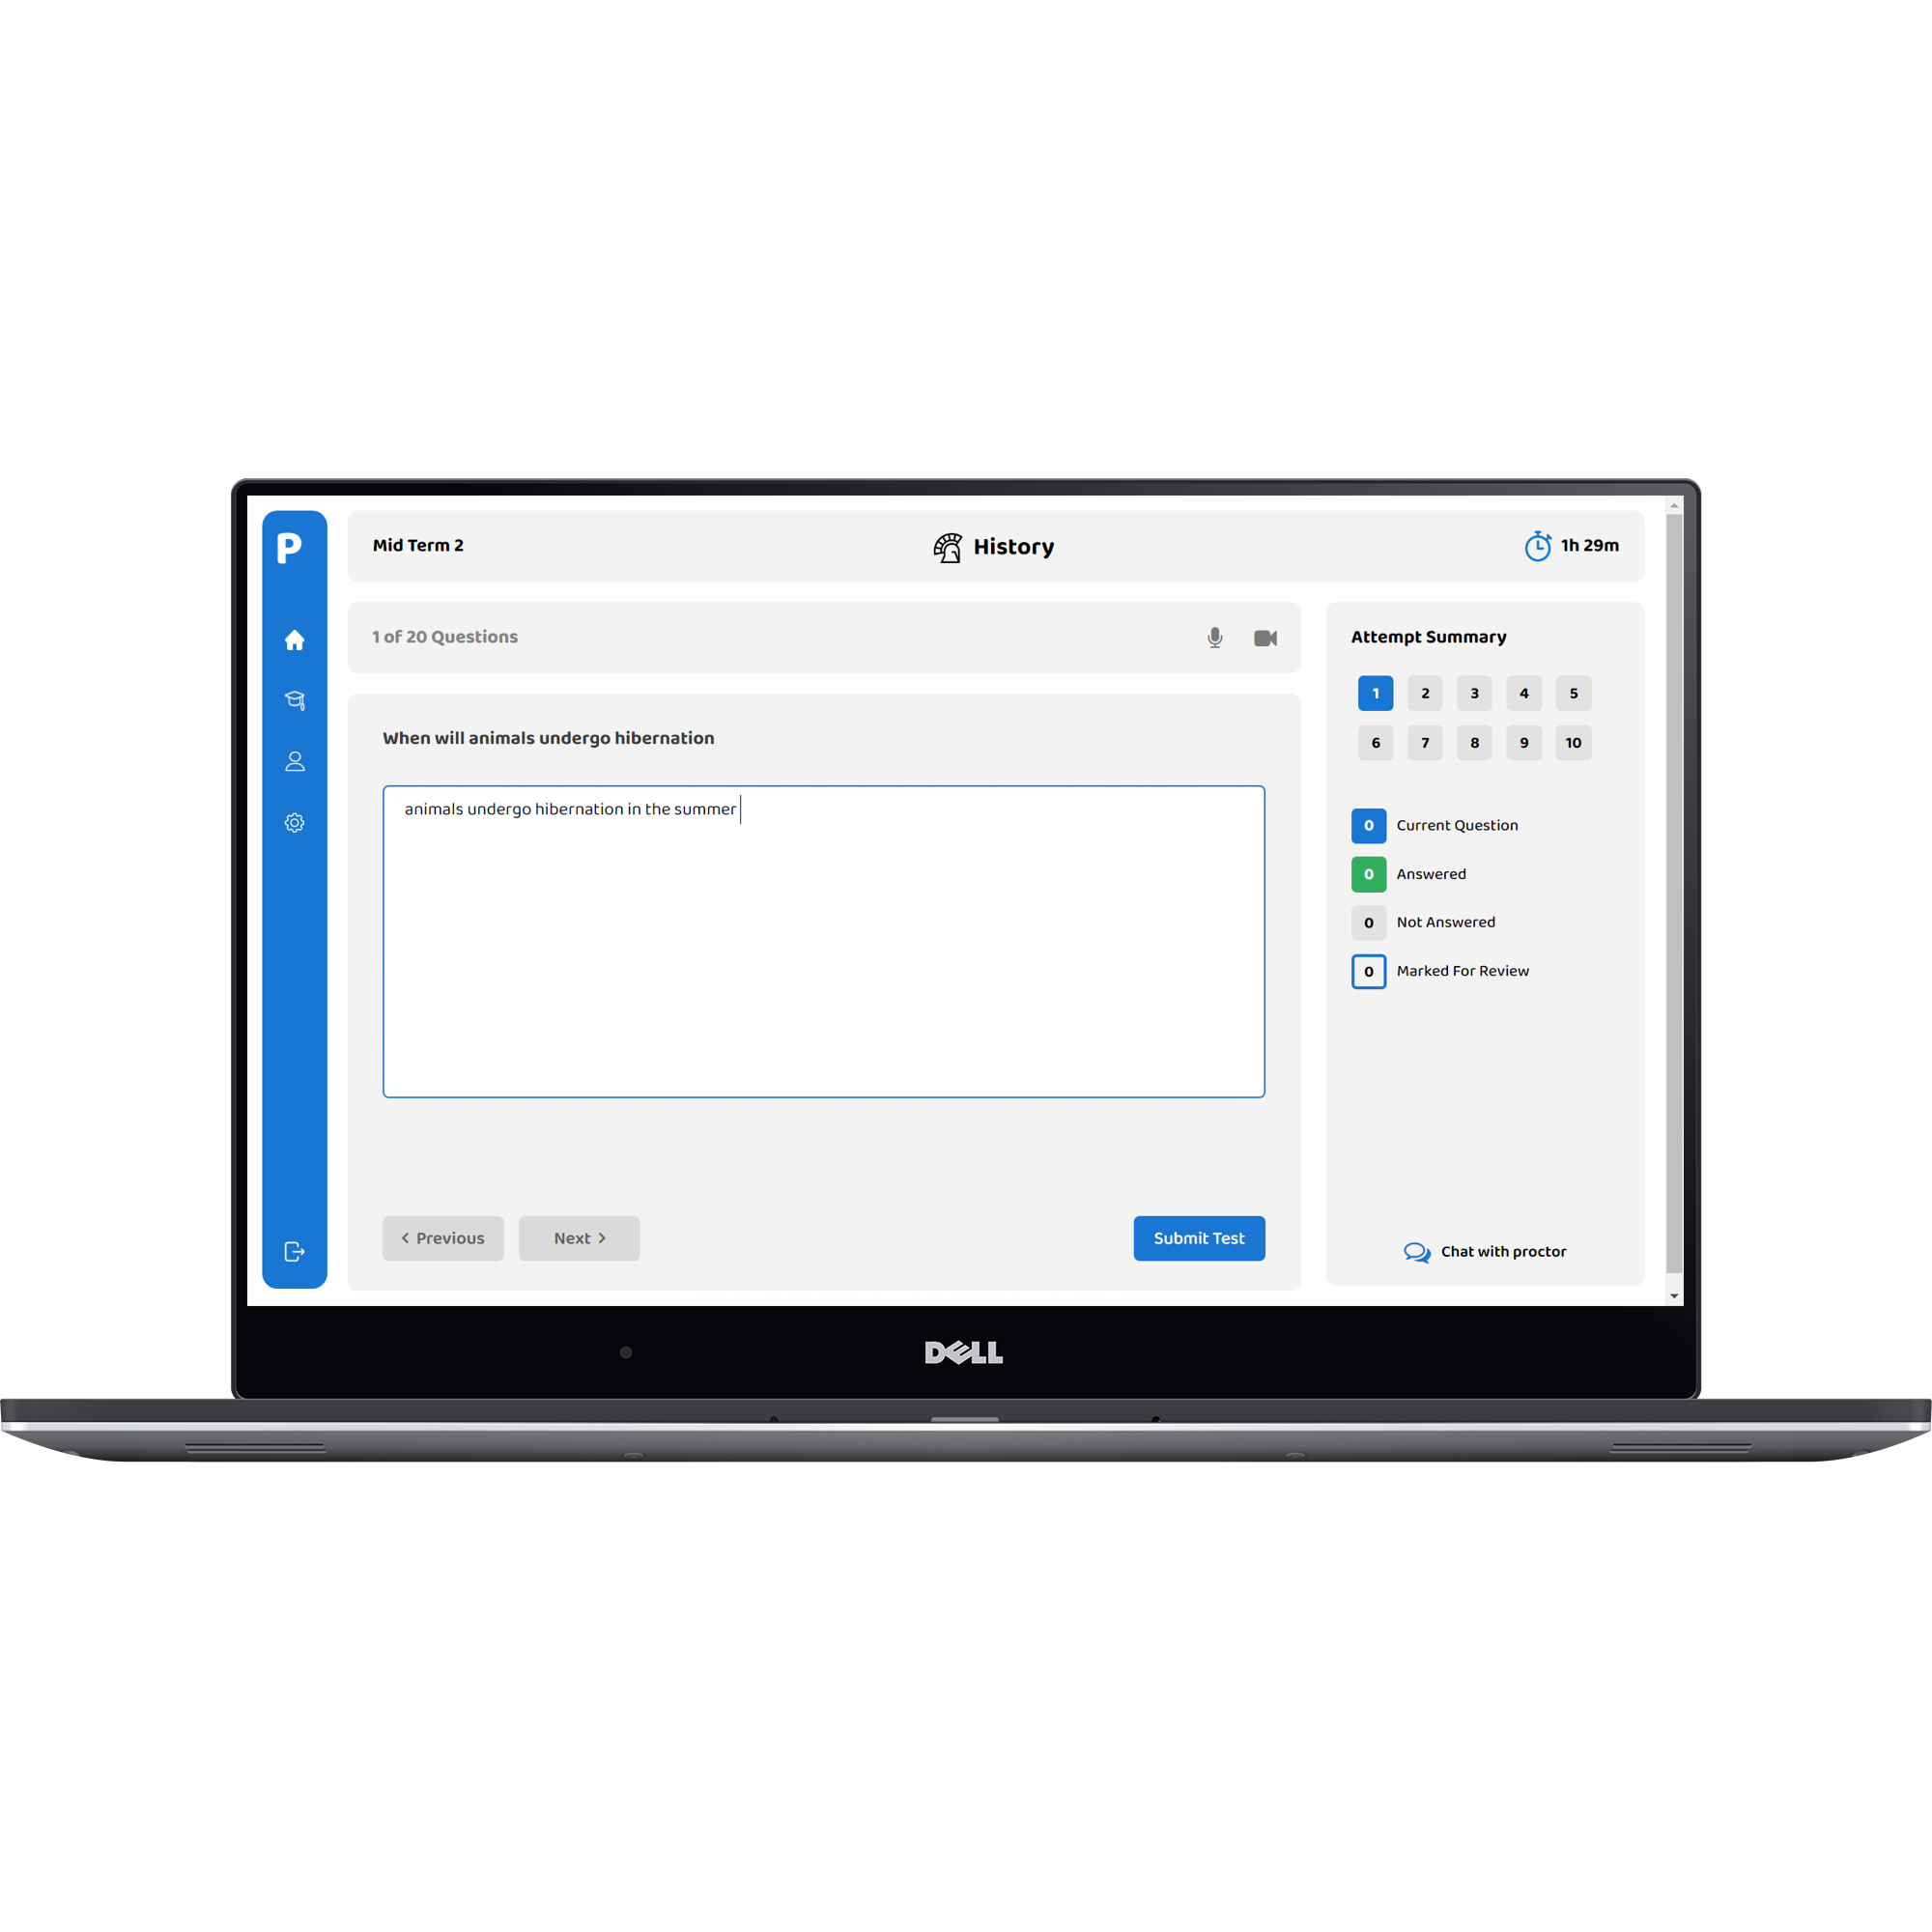 P
Mid Term 2
History
1h 29m
1 of 20 Questions
Attempt Summary
1 2 3 4 5
6 7 8 9 10
When will animals undergo hibernation
animals undergo hibernation in the summer
0 Current Question
0 Answered
0 Not Answered
0 Marked For Review
< Previous
Next >
Submit Test
Chat with proctor
DELL